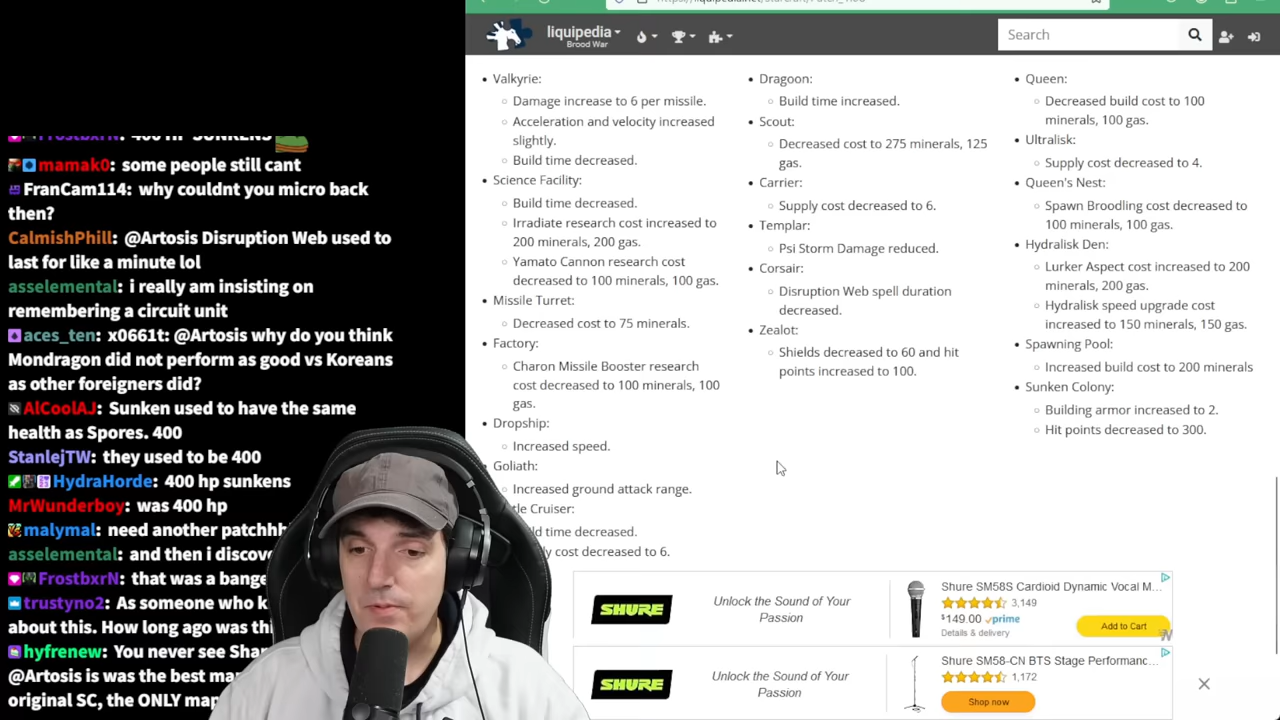 FrostbxrN: 400 HP SUNKENS
mamak0: some people still cant
FranCam114: why couldnt you micro back
then?
CalmishPhill: @Artosis Disruption Web used to
last for like a minute lol
asselemental: i really am insisting on
remembering a circuit unit
aces_ten: x0661t: @Artosis why do you think
Mondragon did not perform as good vs Koreans
as other foreigners did?
AlCoolAJ: Sunken used to have the same
health as Spores. 400
StanlejTW: they used to be 400
HydraHorde: 400 hp sunkens
MrWunderboy: was 400 hp
malymal: need another patchhh
asselemental: and then i discove
FrostbxrN: that was a bange
trustyno2: As someone who k
about this. How long ago was th
hyfrenew: You never see Shar
@Artosis is was the best ma
original SC, the ONLY map
liquipedia
Brood War
Search
Valkyrie:
Damage increase to 6 per missile.
Acceleration and velocity increased
slightly.
Build time decreased.
Science Facility:
Build time decreased.
Irradiate research cost increased to
200 minerals, 200 gas.
Yamato Cannon research cost
decreased to 100 minerals, 100 gas.
Missile Turret:
Decreased cost to 75 minerals.
Factory:
Charon Missile Booster research
cost decreased to 100 minerals, 100
gas.
Dropship:
Increased speed.
Goliath:
Increased ground attack range.
tle Cruiser:
ld time decreased.
ly cost decreased to 6.
Dragoon:
Build time increased.
Scout:
Decreased cost to 275 minerals, 125
gas.
Carrier:
Supply cost decreased to 6.
Templar:
Psi Storm Damage reduced.
Corsair:
Disruption Web spell duration
decreased.
Zealot:
Shields decreased to 60 and hit
points increased to 100.
Queen:
Decreased build cost to 100
minerals, 100 gas.
Ultralisk:
Supply cost decreased to 4.
Queen's Nest:
Spawn Broodling cost decreased to
100 minerals, 100 gas.
Hydralisk Den:
Lurker Aspect cost increased to 200
minerals, 200 gas.
Hydralisk speed upgrade cost
increased to 150 minerals, 150 gas.
Spawning Pool:
Increased build cost to 200 minerals
Sunken Colony:
Building armor increased to 2.
Hit points decreased to 300.
SHURE
Unlock the Sound of Your
Passion
Shure SM58S Cardioid Dynamic Vocal M...
3,149
$149.00 prime
Details & delivery
Add to Cart
SHURE
Unlock the Sound of Your
Passion
Shure SM58-CN BTS Stage Performanc...
1,172
Shop now